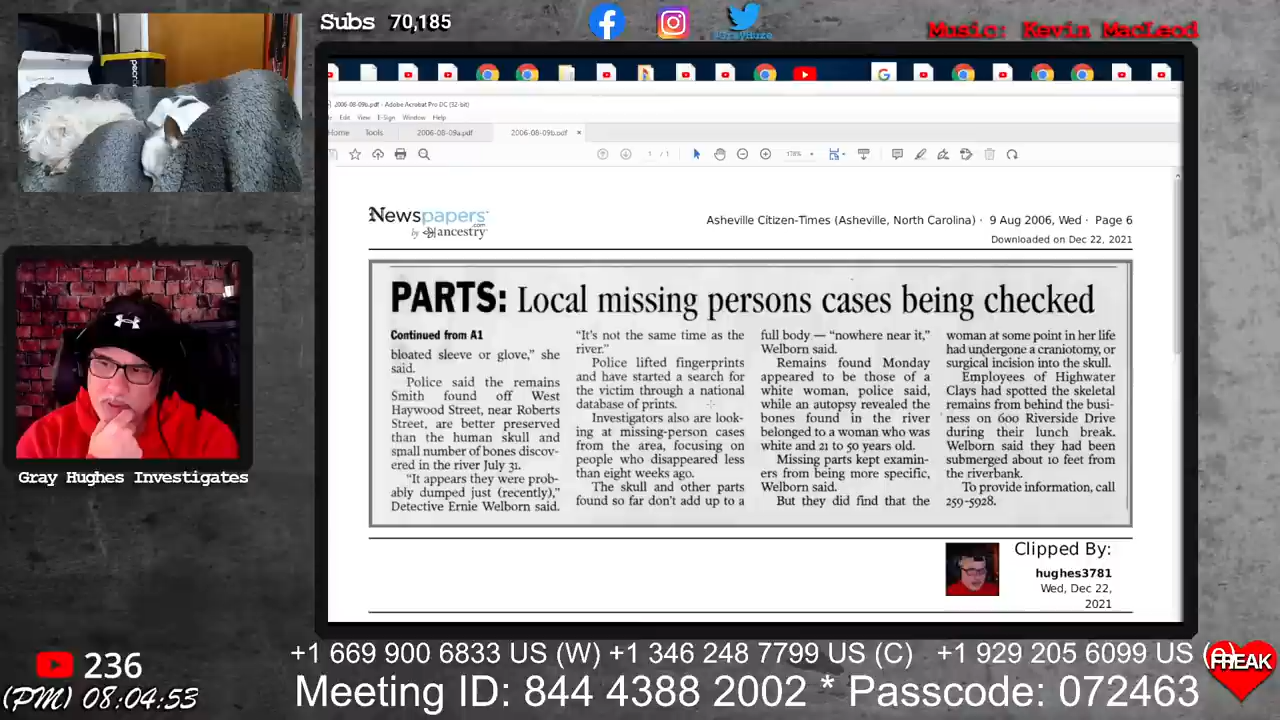 Subs 70,185
Music: Kevin MacLeod
2006-08-09b.pdf - Adobe Acrobat Pro DC (32-bit)
Edit View E-Sign Window Help
Home Tools 2006-08-09a.pdf 2006-08-09b.pdf ×
1 / 1 178%
Newspapers
.com
by ancestry
Asheville Citizen-Times (Asheville, North Carolina) · 9 Aug 2006, Wed · Page 6
Downloaded on Dec 22, 2021
PARTS: Local missing persons cases being checked
Continued from A1
bloated sleeve or glove,” she
said.
Police said the remains
Smith found off West
Haywood Street, near Roberts
Street, are better preserved
than the human skull and
small number of bones discov-
ered in the river July 31.
“It appears they were prob-
ably dumped just (recently),”
Detective Ernie Welborn said.
“It’s not the same time as the
river.”
Police lifted fingerprints
and have started a search for
the victim through a national
database of prints.
Investigators also are look-
ing at missing-person cases
from the area, focusing on
people who disappeared less
than eight weeks ago.
The skull and other parts
found so far don’t add up to a
full body — “nowhere near it,”
Welborn said.
Remains found Monday
appeared to be those of a
white woman, police said,
while an autopsy revealed the
bones found in the river
belonged to a woman who was
white and 21 to 50 years old.
Missing parts kept examin-
ers from being more specific,
Welborn said.
But they did find that the
woman at some point in her life
had undergone a craniotomy, or
surgical incision into the skull.
Employees of Highwater
Clays had spotted the skeletal
remains from behind the busi-
ness on 600 Riverside Drive
during their lunch break.
Welborn said they had been
submerged about 10 feet from
the riverbank.
To provide information, call
259-5928.
Clipped By:
hughes3781
Wed, Dec 22,
2021
Gray Hughes Investigates
236
(PM) 08:04:53
+1 669 900 6833 US (W) +1 346 248 7799 US (C) +1 929 205 6099 US
FREAK
Meeting ID: 844 4388 2002 * Passcode: 072463